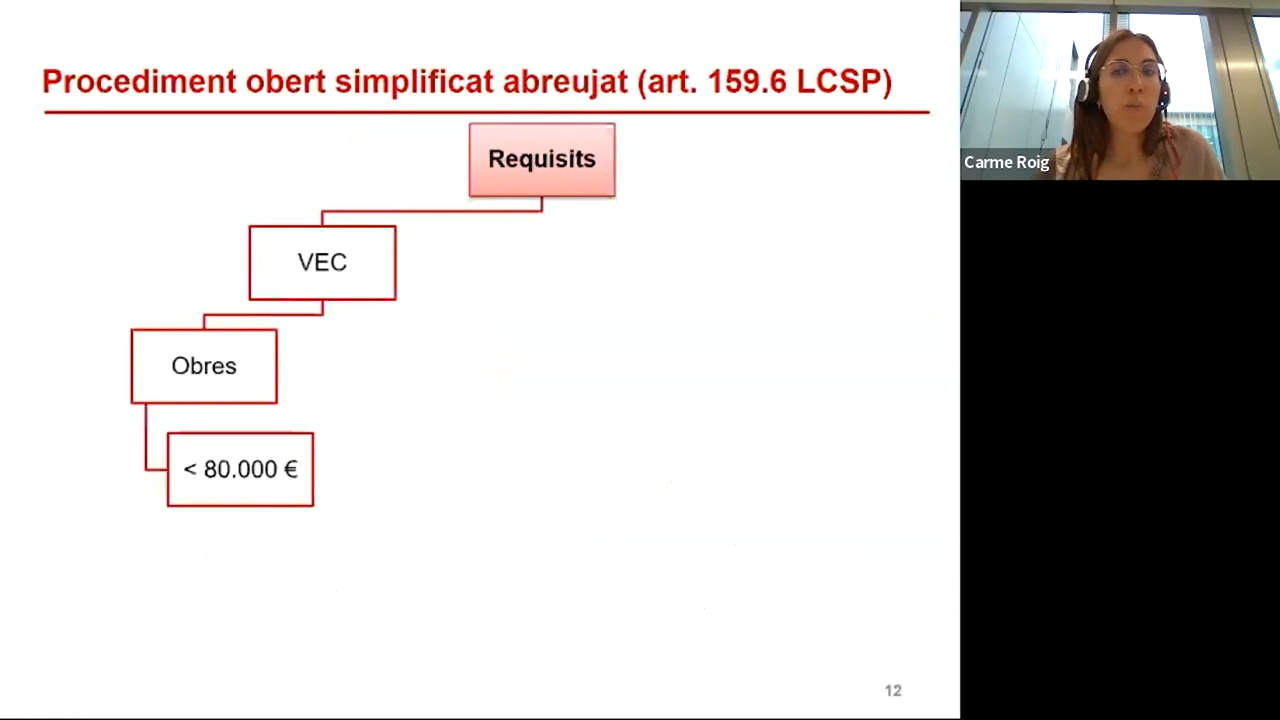 Procediment obert simplificat abreujat (art. 159.6 LCSP)
Requisits
VEC
Obres
< 80.000 €
12
Carme Roig